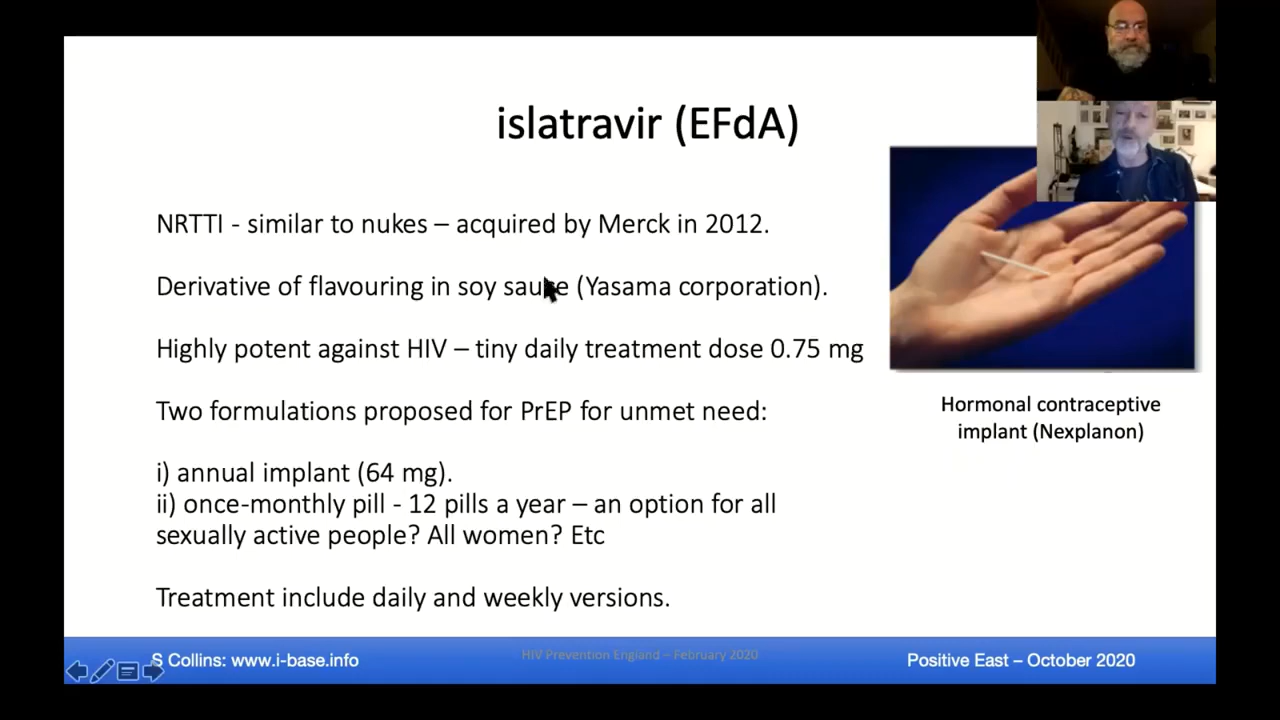 islatravir (EFdA)
NRTTI - similar to nukes – acquired by Merck in 2012.
Derivative of flavouring in soy sauce (Yasama corporation).
Highly potent against HIV – tiny daily treatment dose 0.75 mg
Two formulations proposed for PrEP for unmet need:
i) annual implant (64 mg).
ii) once-monthly pill - 12 pills a year – an option for all
sexually active people? All women? Etc
Treatment include daily and weekly versions.
Hormonal contraceptive
implant (Nexplanon)
S Collins: www.i-base.info
HIV Prevention England – February 2020
Positive East – October 2020